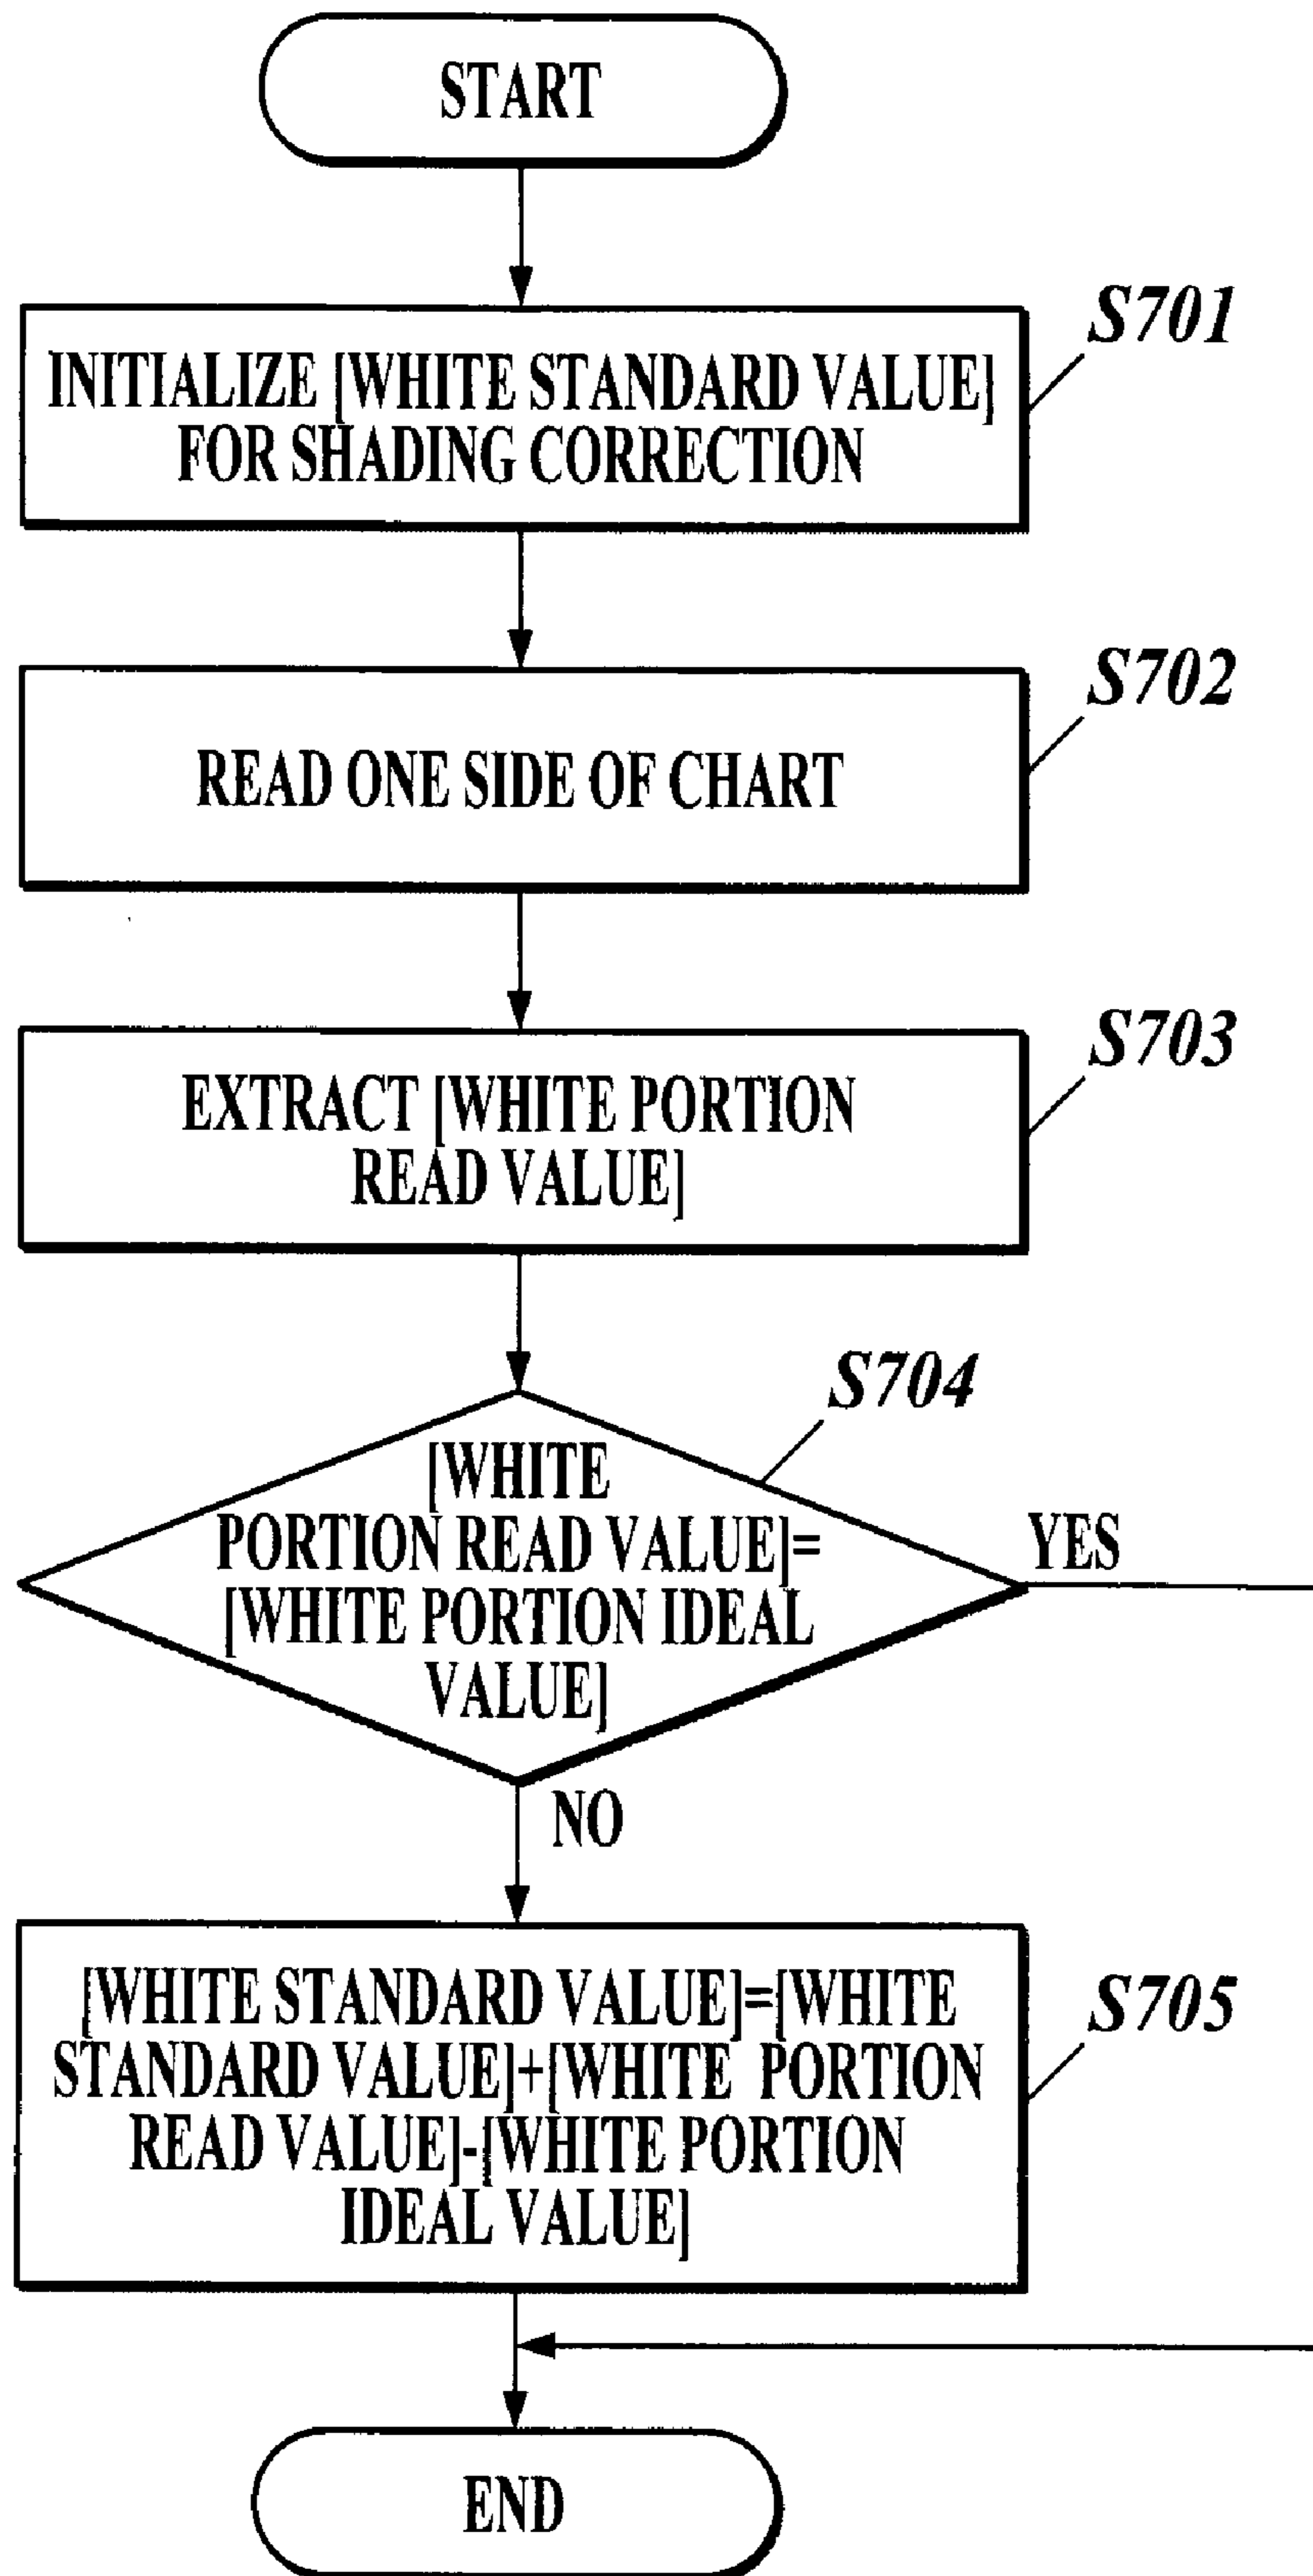 START
S701
INITIALIZE [WHITE STANDARD VALUE]
FOR SHADING CORRECTION
S702
READ ONE SIDE OF CHART
S703
EXTRACT [WHITE PORTION
READ VALUE]
S704
[WHITE
PORTION READ VALUE]=
[WHITE PORTION IDEAL
VALUE]
YES
NO
S705
[WHITE STANDARD VALUE]=[WHITE
STANDARD VALUE]+[WHITE PORTION
READ VALUE]-[WHITE PORTION
IDEAL VALUE]
END